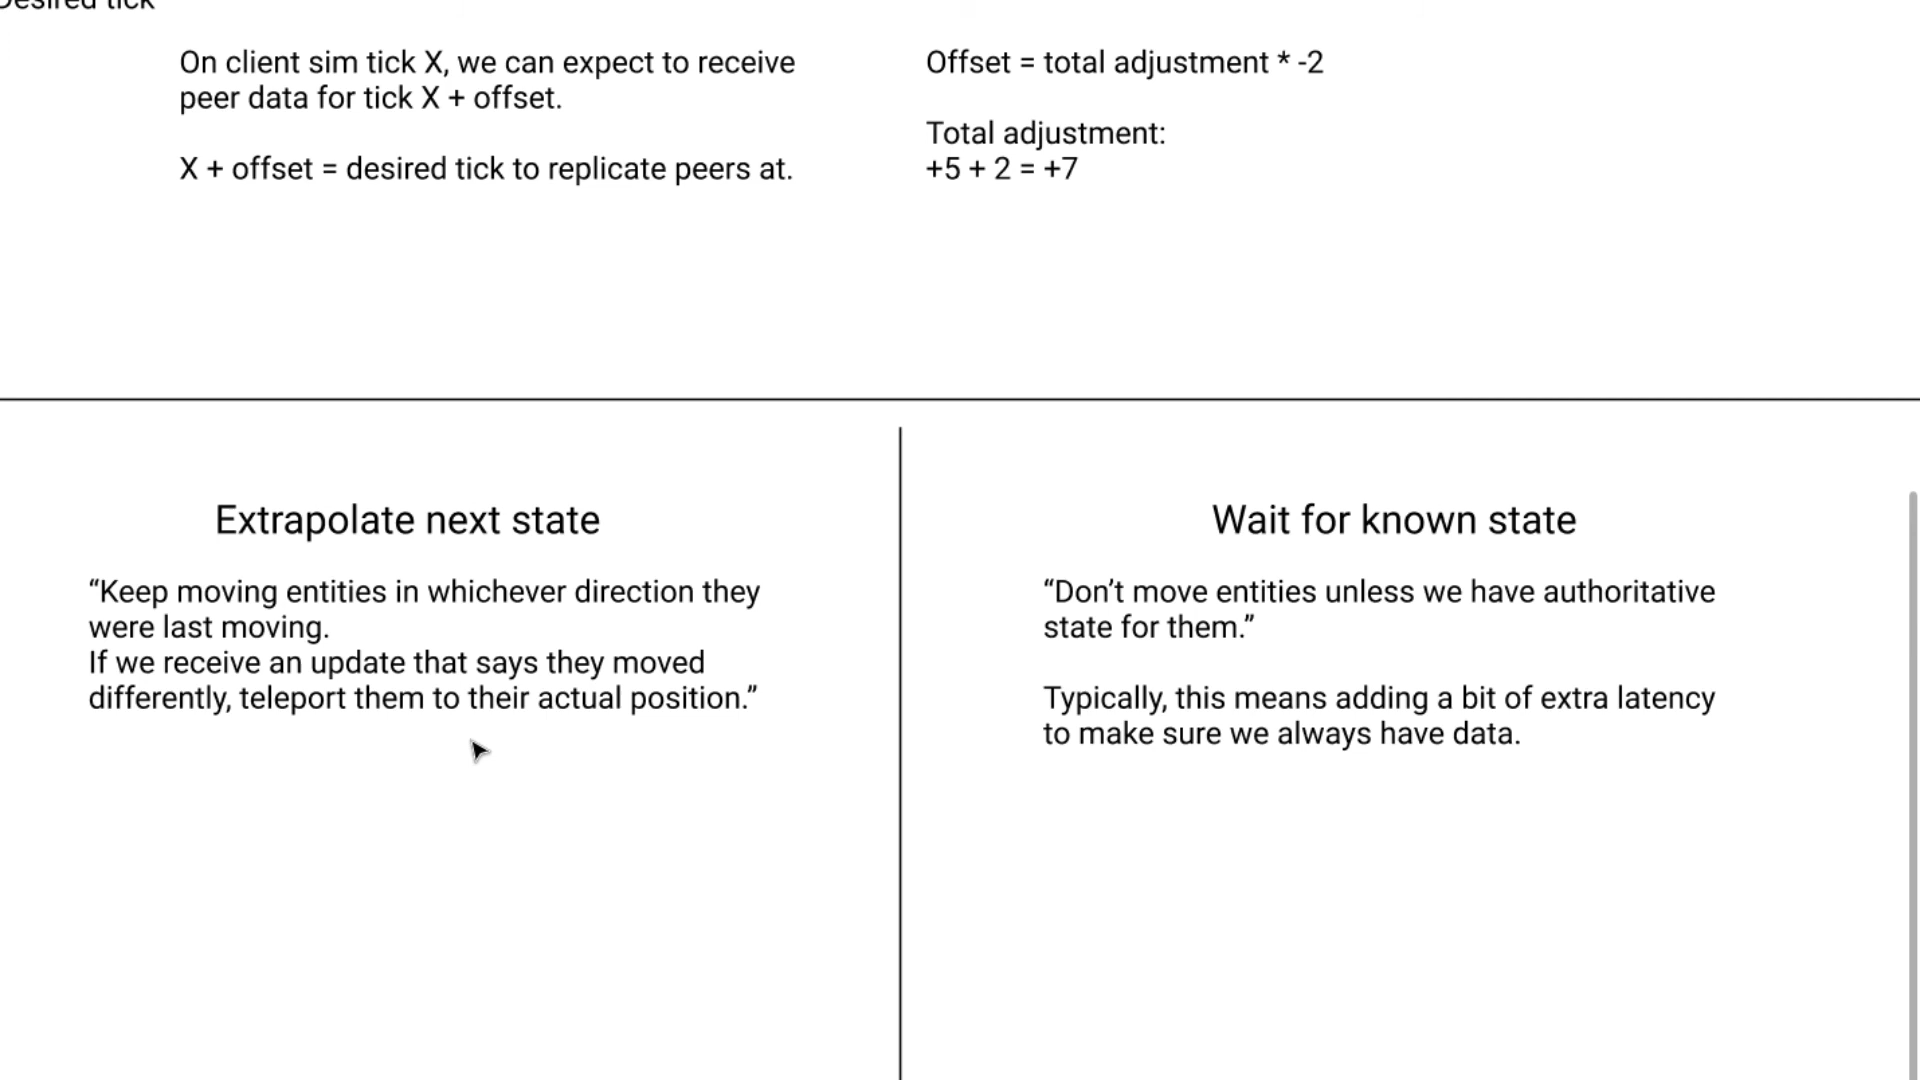 Desired tick
On client sim tick X, we can expect to receive
peer data for tick X + offset.
X + offset = desired tick to replicate peers at.
Offset = total adjustment * -2
Total adjustment:
+5 + 2 = +7
Extrapolate next state
“Keep moving entities in whichever direction they
were last moving.
If we receive an update that says they moved
differently, teleport them to their actual position.”
Wait for known state
“Don’t move entities unless we have authoritative
state for them.”
Typically, this means adding a bit of extra latency
to make sure we always have data.